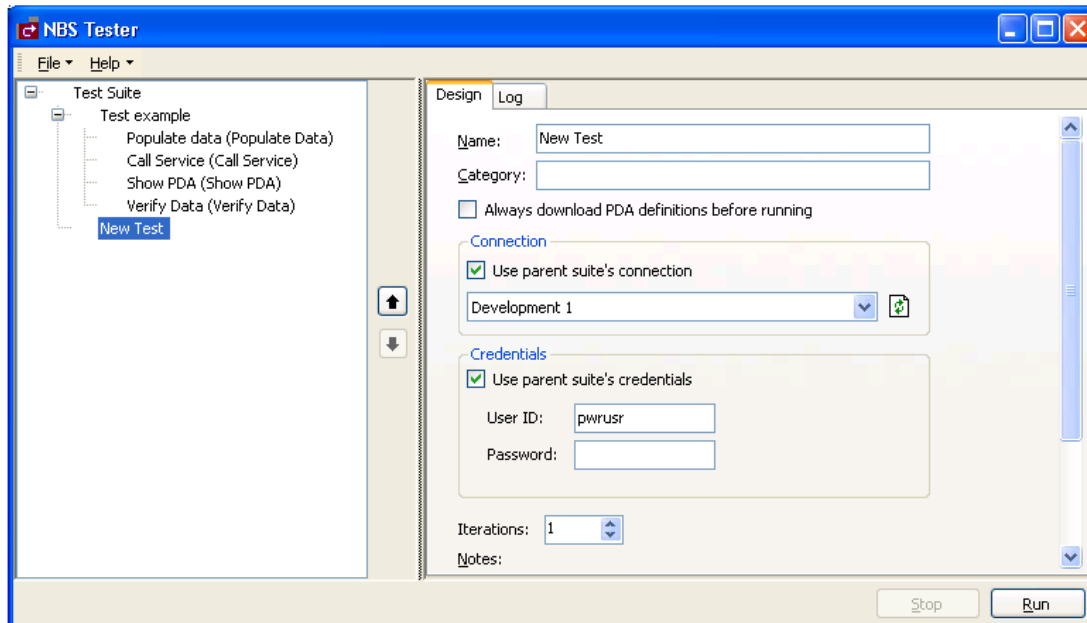 NBS Tester
File Help
Test Suite
Test example
Populate data (Populate Data)
Call Service (Call Service)
Show PDA (Show PDA)
Verify Data (Verify Data)
New Test
Design Log
Name: New Test
Category:
Always download PDA definitions before running
Connection
Use parent suite's connection
Development 1
Credentials
Use parent suite's credentials
User ID: pwrusr
Password:
Iterations: 1
Notes:
Stop Run